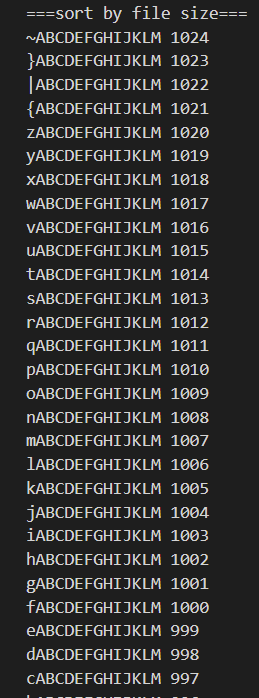 ===sort by file size===
~ABCDEFGHIJKLM 1024
}ABCDEFGHIJKLM 1023
|ABCDEFGHIJKLM 1022
{ABCDEFGHIJKLM 1021
zABCDEFGHIJKLM 1020
yABCDEFGHIJKLM 1019
xABCDEFGHIJKLM 1018
wABCDEFGHIJKLM 1017
vABCDEFGHIJKLM 1016
uABCDEFGHIJKLM 1015
tABCDEFGHIJKLM 1014
sABCDEFGHIJKLM 1013
rABCDEFGHIJKLM 1012
qABCDEFGHIJKLM 1011
pABCDEFGHIJKLM 1010
oABCDEFGHIJKLM 1009
nABCDEFGHIJKLM 1008
mABCDEFGHIJKLM 1007
lABCDEFGHIJKLM 1006
kABCDEFGHIJKLM 1005
jABCDEFGHIJKLM 1004
iABCDEFGHIJKLM 1003
hABCDEFGHIJKLM 1002
gABCDEFGHIJKLM 1001
fABCDEFGHIJKLM 1000
eABCDEFGHIJKLM 999
dABCDEFGHIJKLM 998
cABCDEFGHIJKLM 997